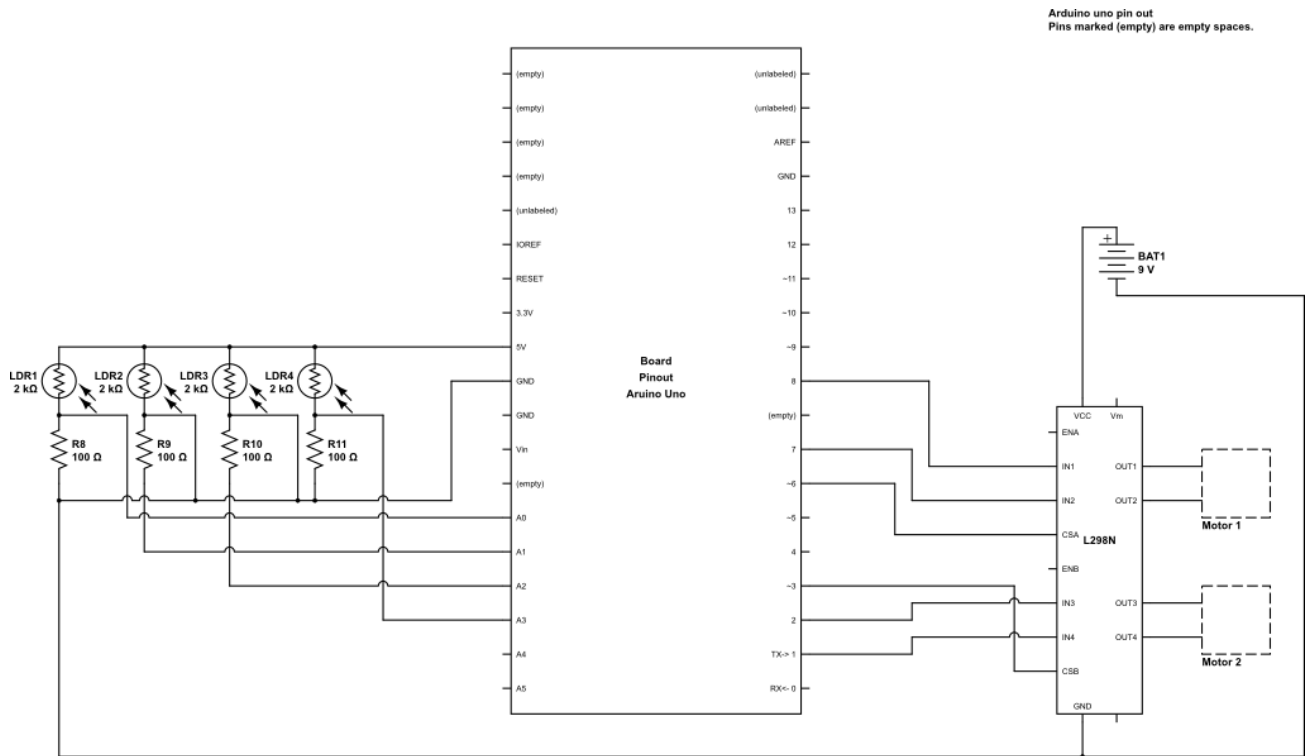 Arduino uno pin out
Pins marked (empty) are empty spaces.
(empty)
(empty)
(empty)
(empty)
(unlabeled)
IOREF
RESET
3.3V
5V
GND
GND
Vin
(empty)
A0
A1
A2
A3
A4
A5
Board
Pinout
Aruino Uno
(unlabeled)
(unlabeled)
AREF
GND
13
12
~11
~10
~9
8
(empty)
7
~6
~5
4
~3
2
TX-> 1
RX<- 0
LDR1
2 kΩ
LDR2
2 kΩ
LDR3
2 kΩ
LDR4
2 kΩ
R8
100 Ω
R9
100 Ω
R10
100 Ω
R11
100 Ω
+
BAT1
9 V
VCC
Vm
ENA
IN1
IN2
CSA
L298N
ENB
IN3
IN4
CSB
GND
OUT1
OUT2
OUT3
OUT4
Motor 1
Motor 2